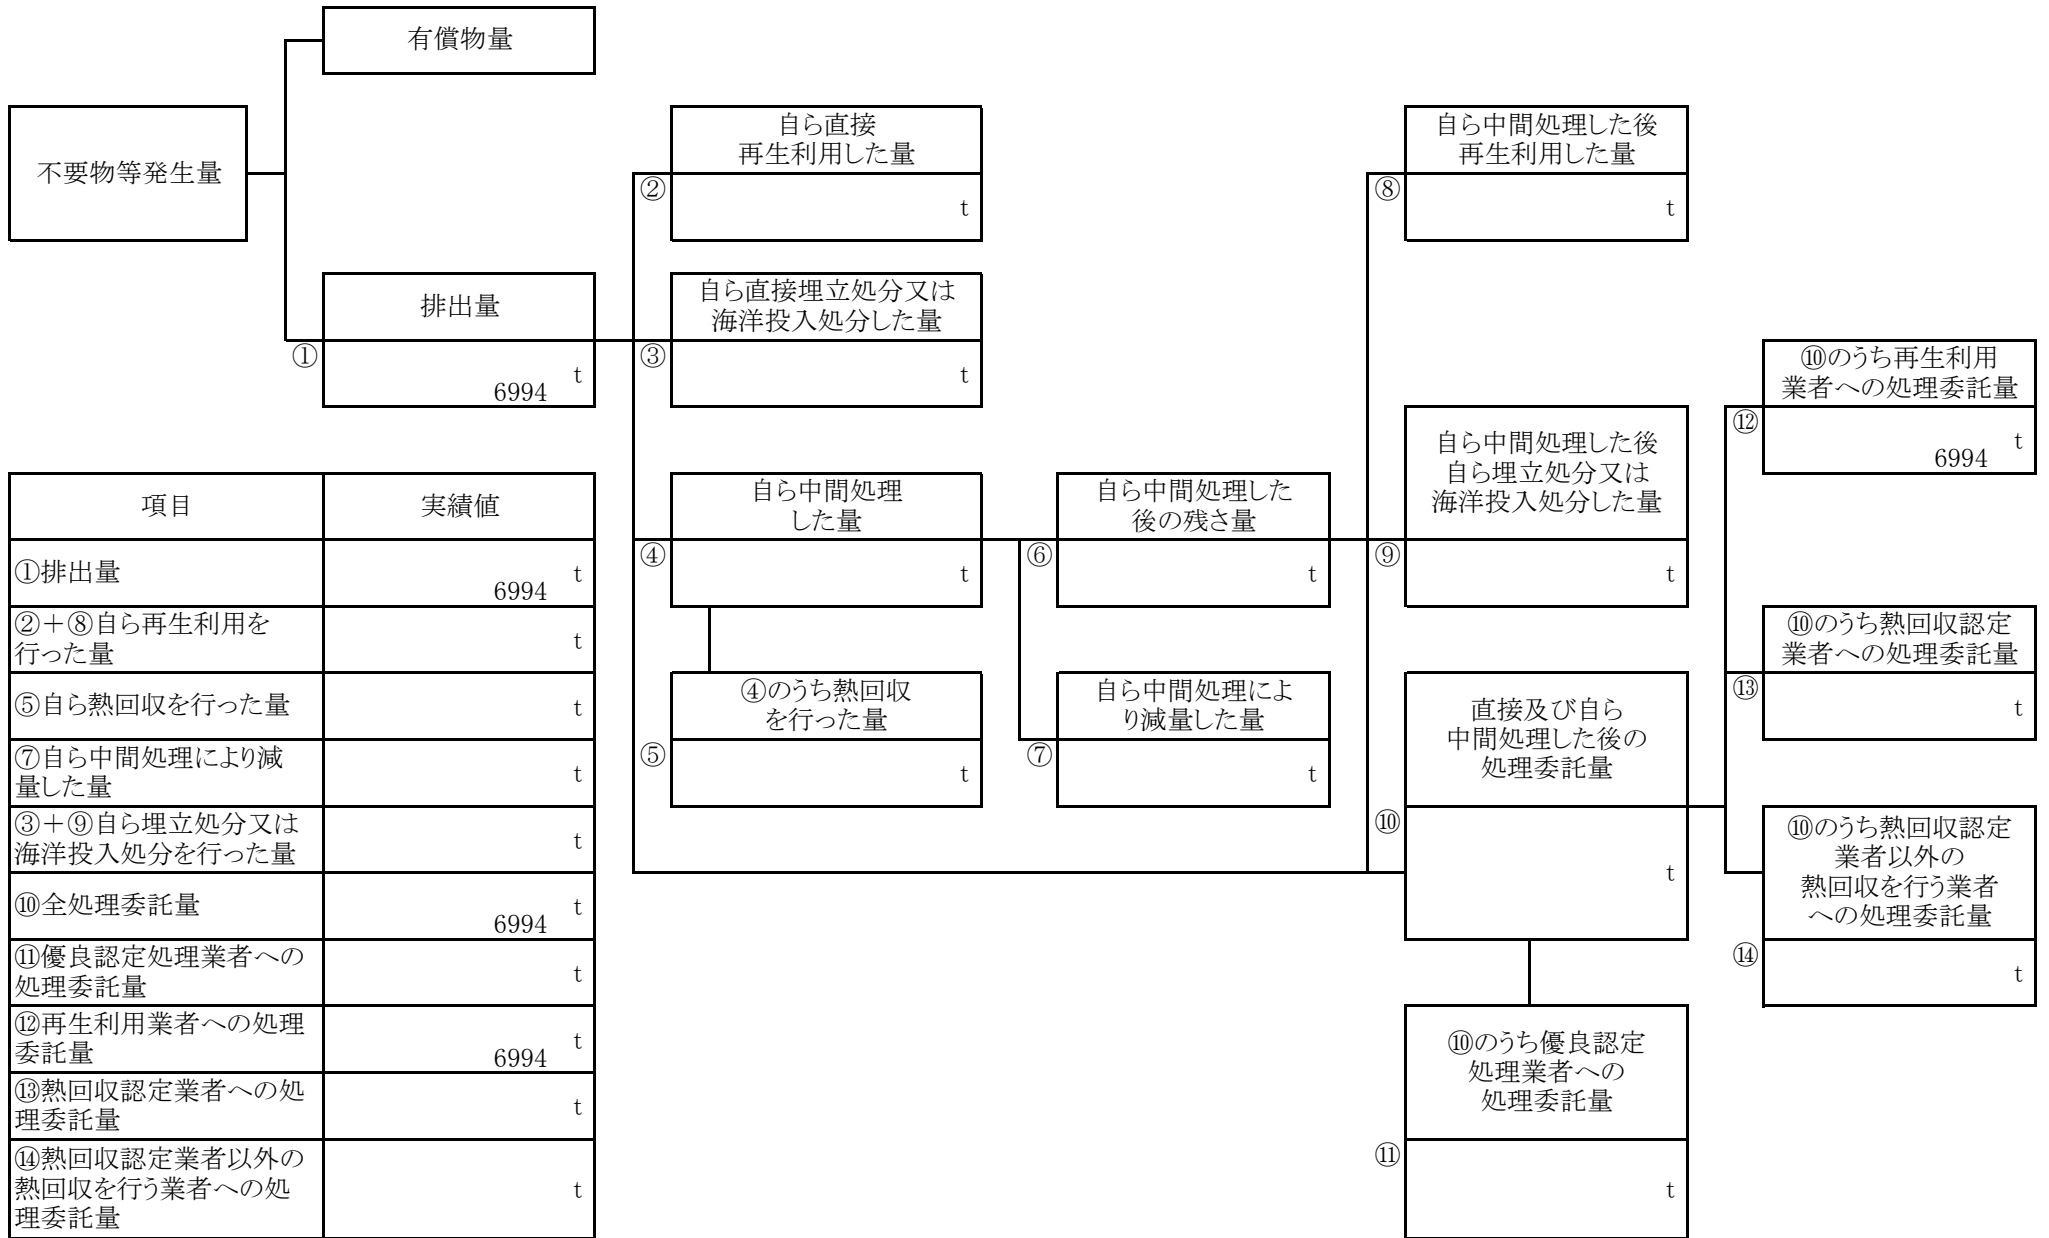 有償物量
不要物等発生量
排出量
①
t
6994
自ら直接
再生利用した量
②
t
自ら直接埋立処分又は
海洋投入処分した量
③
t
自ら中間処理
した量
④
t
④のうち熱回収
を行った量
⑤
t
自ら中間処理した
後の残さ量
⑥
t
自ら中間処理によ
り減量した量
⑦
t
自ら中間処理した後
再生利用した量
⑧
t
自ら中間処理した後
自ら埋立処分又は
海洋投入処分した量
⑨
t
直接及び自ら
中間処理した後の
処理委託量
⑩
t
⑩のうち優良認定
処理業者への
処理委託量
⑪
t
⑩のうち再生利用
業者への処理委託量
⑫
t
6994
⑩のうち熱回収認定
業者への処理委託量
⑬
t
⑩のうち熱回収認定
業者以外の
熱回収を行う業者
への処理委託量
⑭
t
項目
実績値
①排出量
t
6994
②＋⑧自ら再生利用を
行った量
t
⑤自ら熱回収を行った量
t
⑦自ら中間処理により減
量した量
t
③＋⑨自ら埋立処分又は
海洋投入処分を行った量
t
⑩全処理委託量
t
6994
⑪優良認定処理業者への
処理委託量
t
⑫再生利用業者への処理
委託量
t
6994
⑬熱回収認定業者への処
理委託量
t
⑭熱回収認定業者以外の
熱回収を行う業者への処
理委託量
t